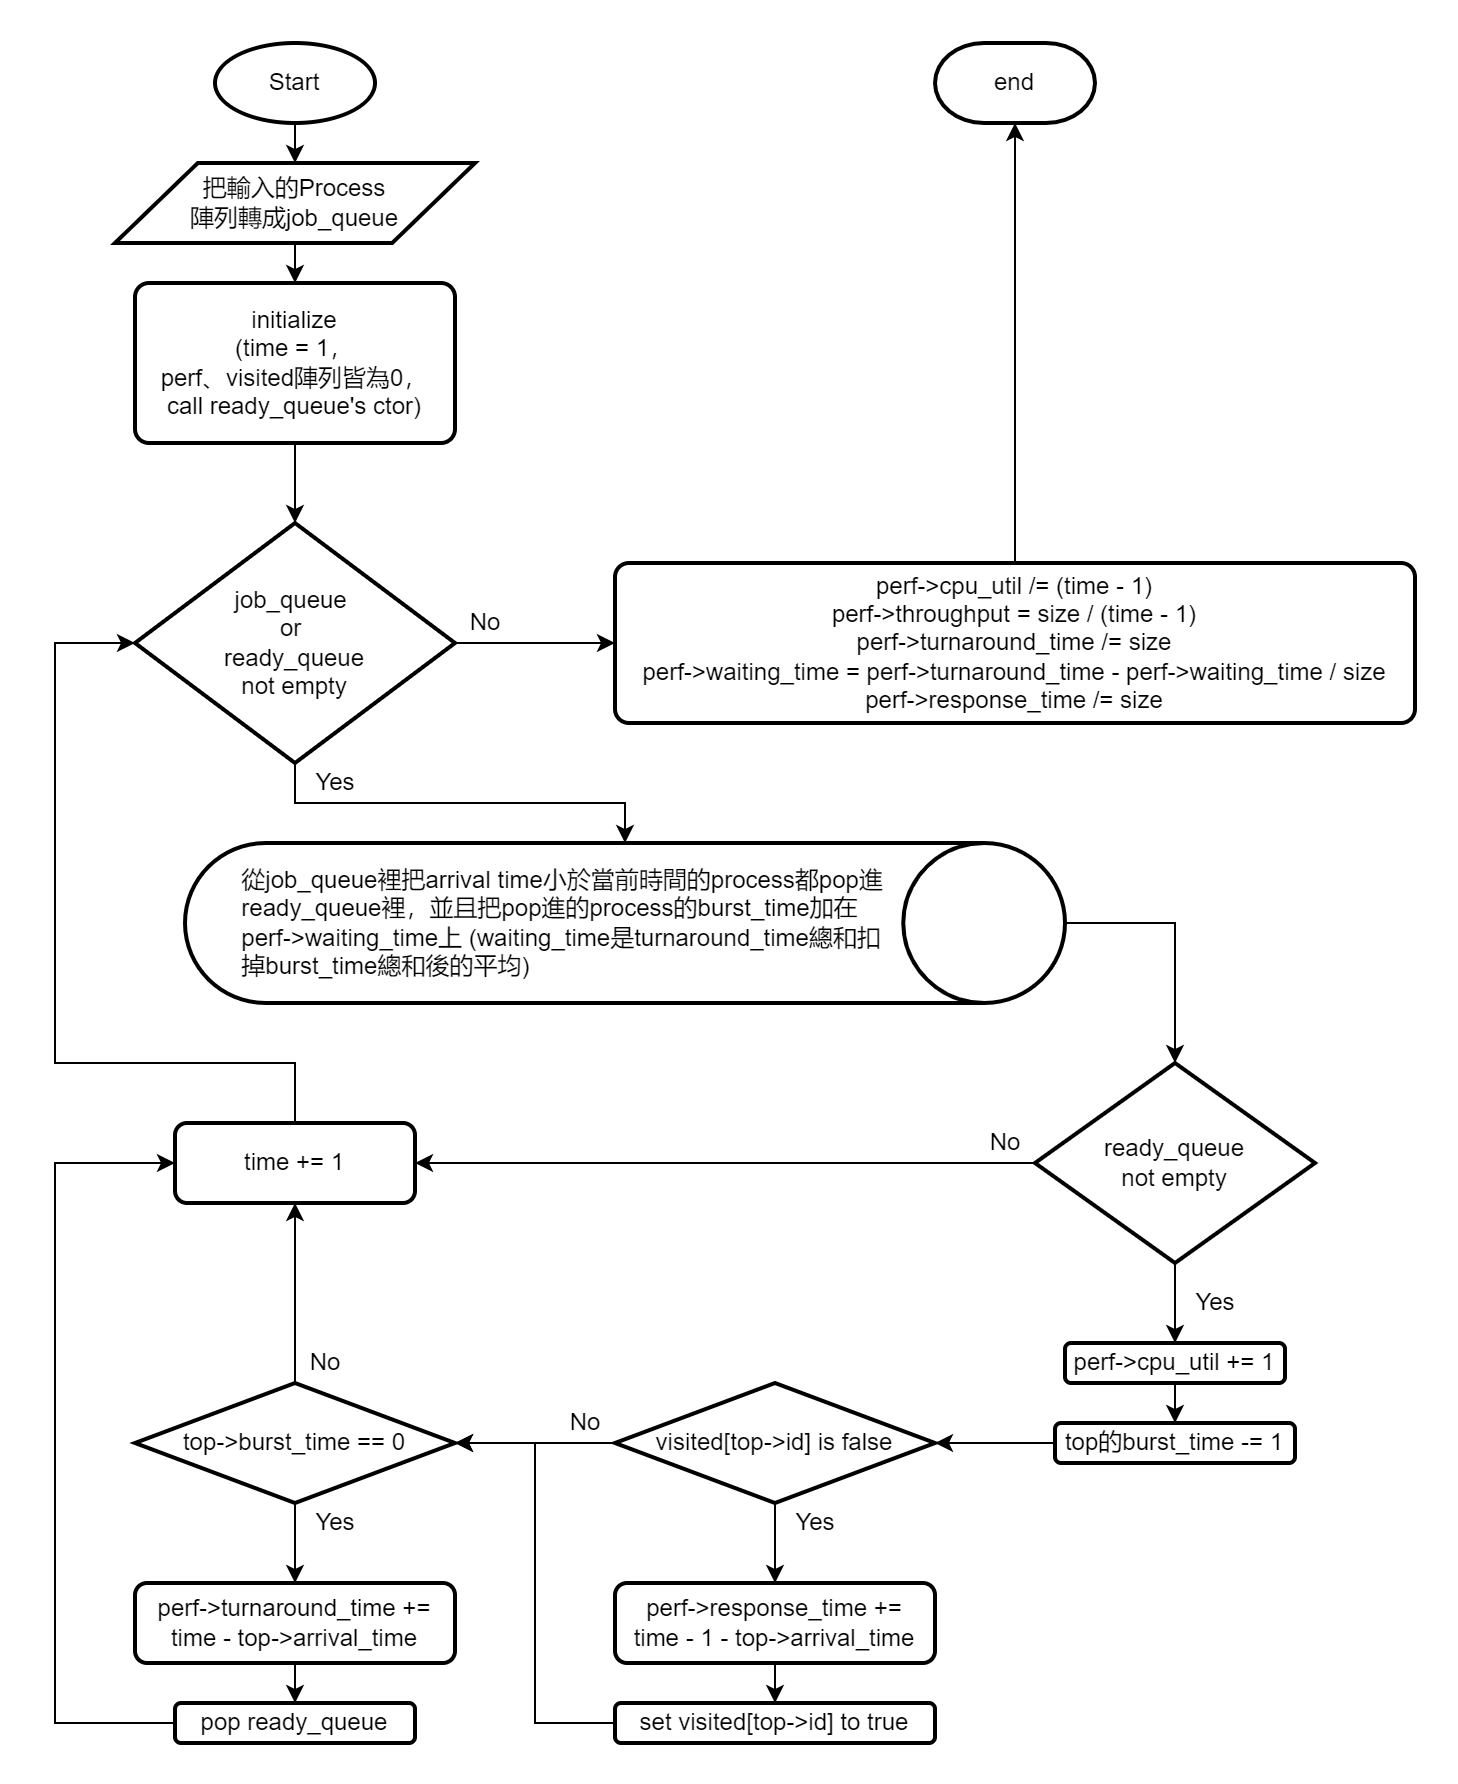 Start
end
把輸入的Process
陣列轉成job_queue
initialize
(time = 1，
perf、visited陣列皆為0，
call ready_queue's ctor)
job_queue
or
ready_queue
not empty
No
perf->cpu_util /= (time - 1)
perf->throughput = size / (time - 1)
perf->turnaround_time /= size
perf->waiting_time = perf->turnaround_time - perf->waiting_time / size
perf->response_time /= size
Yes
從job_queue裡把arrival time小於當前時間的process都pop進
ready_queue裡，並且把pop進的process的burst_time加在
perf->waiting_time上 (waiting_time是turnaround_time總和扣
掉burst_time總和後的平均)
ready_queue
not empty
No
time += 1
Yes
perf->cpu_util += 1
top的burst_time -= 1
visited[top->id] is false
No
top->burst_time == 0
No
Yes
perf->response_time +=
time - 1 - top->arrival_time
set visited[top->id] to true
Yes
perf->turnaround_time +=
time - top->arrival_time
pop ready_queue